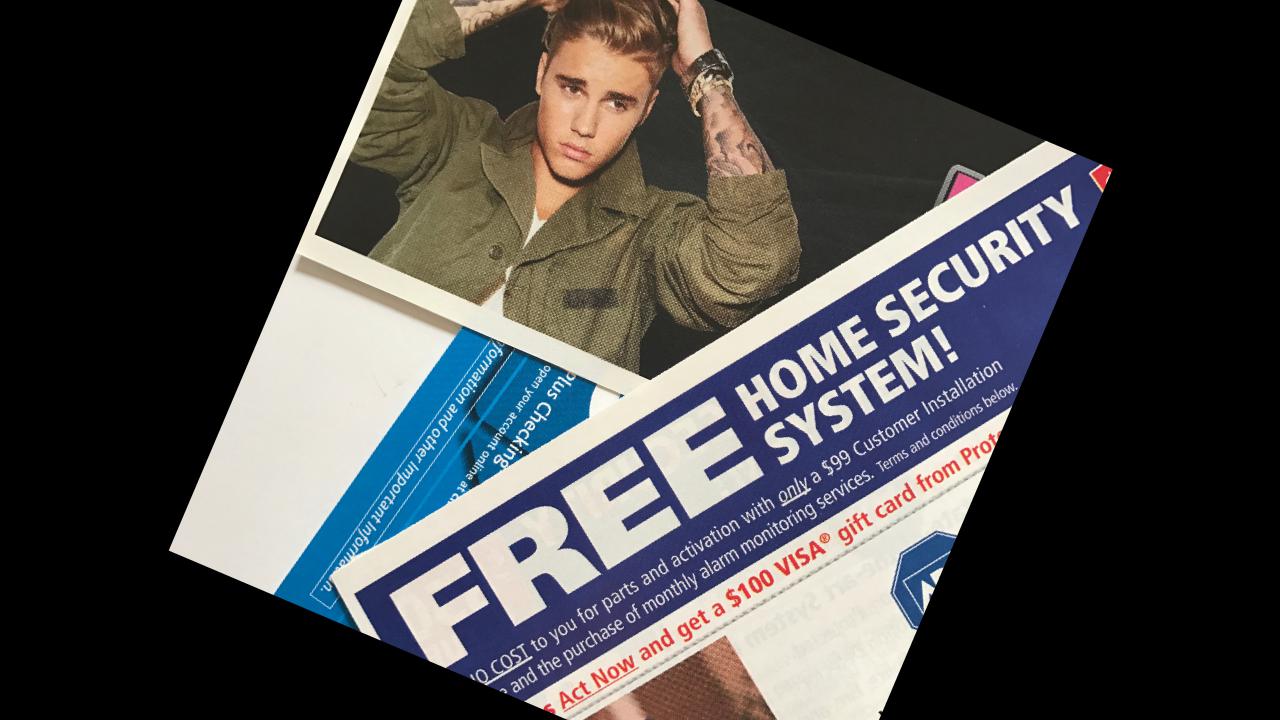 FREE
HOME SECURITY
SYSTEM!
COST to you for parts and activation with only a $99 Customer Installation
and the purchase of monthly alarm monitoring services. Terms and conditions below.
Act Now and get a $100 VISA® gift card from
plus Checking
open your account online at
formation and other important